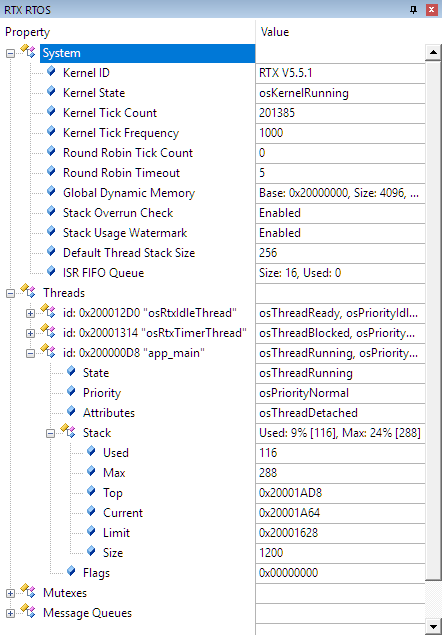 RTX RTOS
Property Value
System
Kernel ID RTX V5.5.1
Kernel State osKernelRunning
Kernel Tick Count 201385
Kernel Tick Frequency 1000
Round Robin Tick Count 0
Round Robin Timeout 5
Global Dynamic Memory Base: 0x20000000, Size: 4096, ...
Stack Overrun Check Enabled
Stack Usage Watermark Enabled
Default Thread Stack Size 256
ISR FIFO Queue Size: 16, Used: 0
Threads
id: 0x200012D0 "osRtxIdleThread" osThreadReady, osPriorityIdl...
id: 0x20001314 "osRtxTimerThread" osThreadBlocked, osPriority...
id: 0x200000D8 "app_main" osThreadRunning, osPriority...
State osThreadRunning
Priority osPriorityNormal
Attributes osThreadDetached
Stack Used: 9% [116], Max: 24% [288]
Used 116
Max 288
Top 0x20001AD8
Current 0x20001A64
Limit 0x20001628
Size 1200
Flags 0x00000000
Mutexes
Message Queues